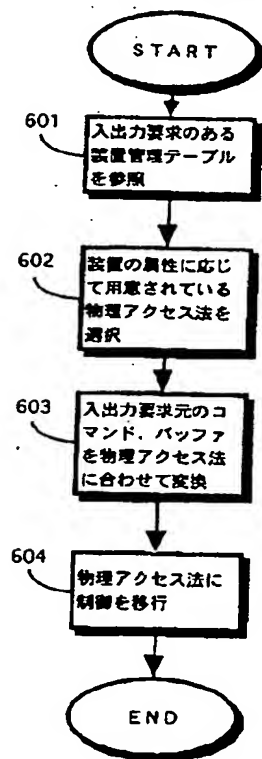 START
601
入出力要求のある
装置管理テーブル
を参照
602
装置の属性に応じ
て用意されている
物理アクセス法を
選択
603
入出力要求元のコ
マンド、バッファ
を物理アクセス法
に合わせて変換
604
物理アクセス法に
制御を移行
END